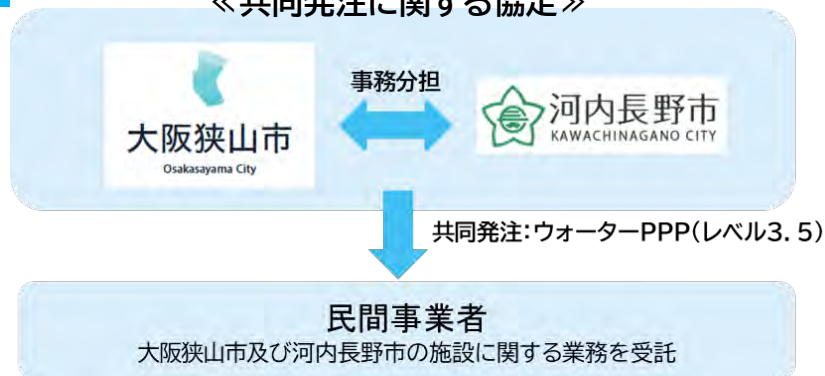 ≪共同発注に関する協定≫
事務分担
大阪狭山市
Osakasayama City
河内長野市
KAWACHINAGANO CITY
共同発注：ウォーターPPP（レベル３．５）
民間事業者
大阪狭山市及び河内長野市の施設に関する業務を受託